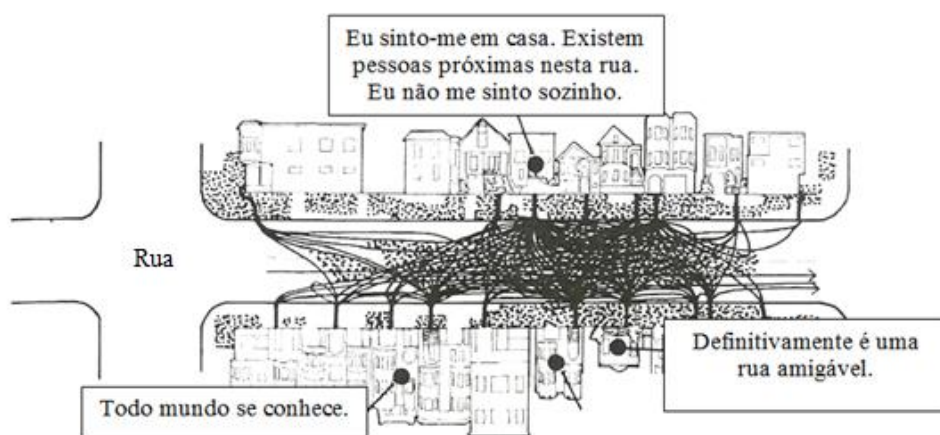 Eu sinto-me em casa. Existem
pessoas próximas nesta rua.
Eu não me sinto sozinho.
Rua
Definitivamente é uma
rua amigável.
Todo mundo se conhece.